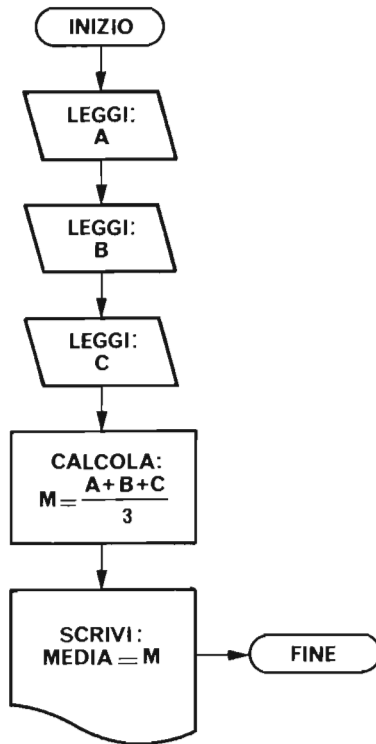 INIZIO
LEGGI:
A
LEGGI:
B
LEGGI:
C
CALCOLA:
M = A+B+C
3
SCRIVI:
MEDIA = M
FINE